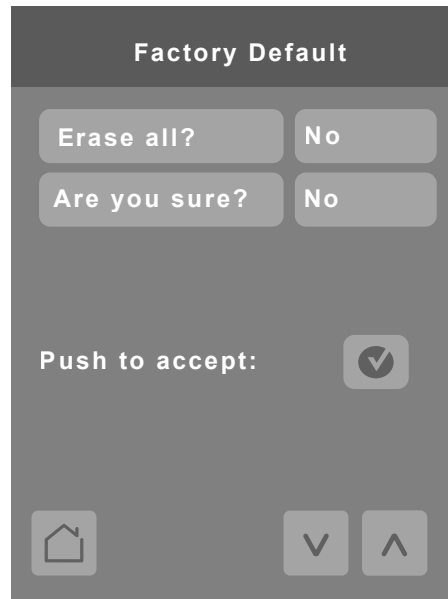 Factory Default
Erase all? No
Are you sure? No
Push to accept: